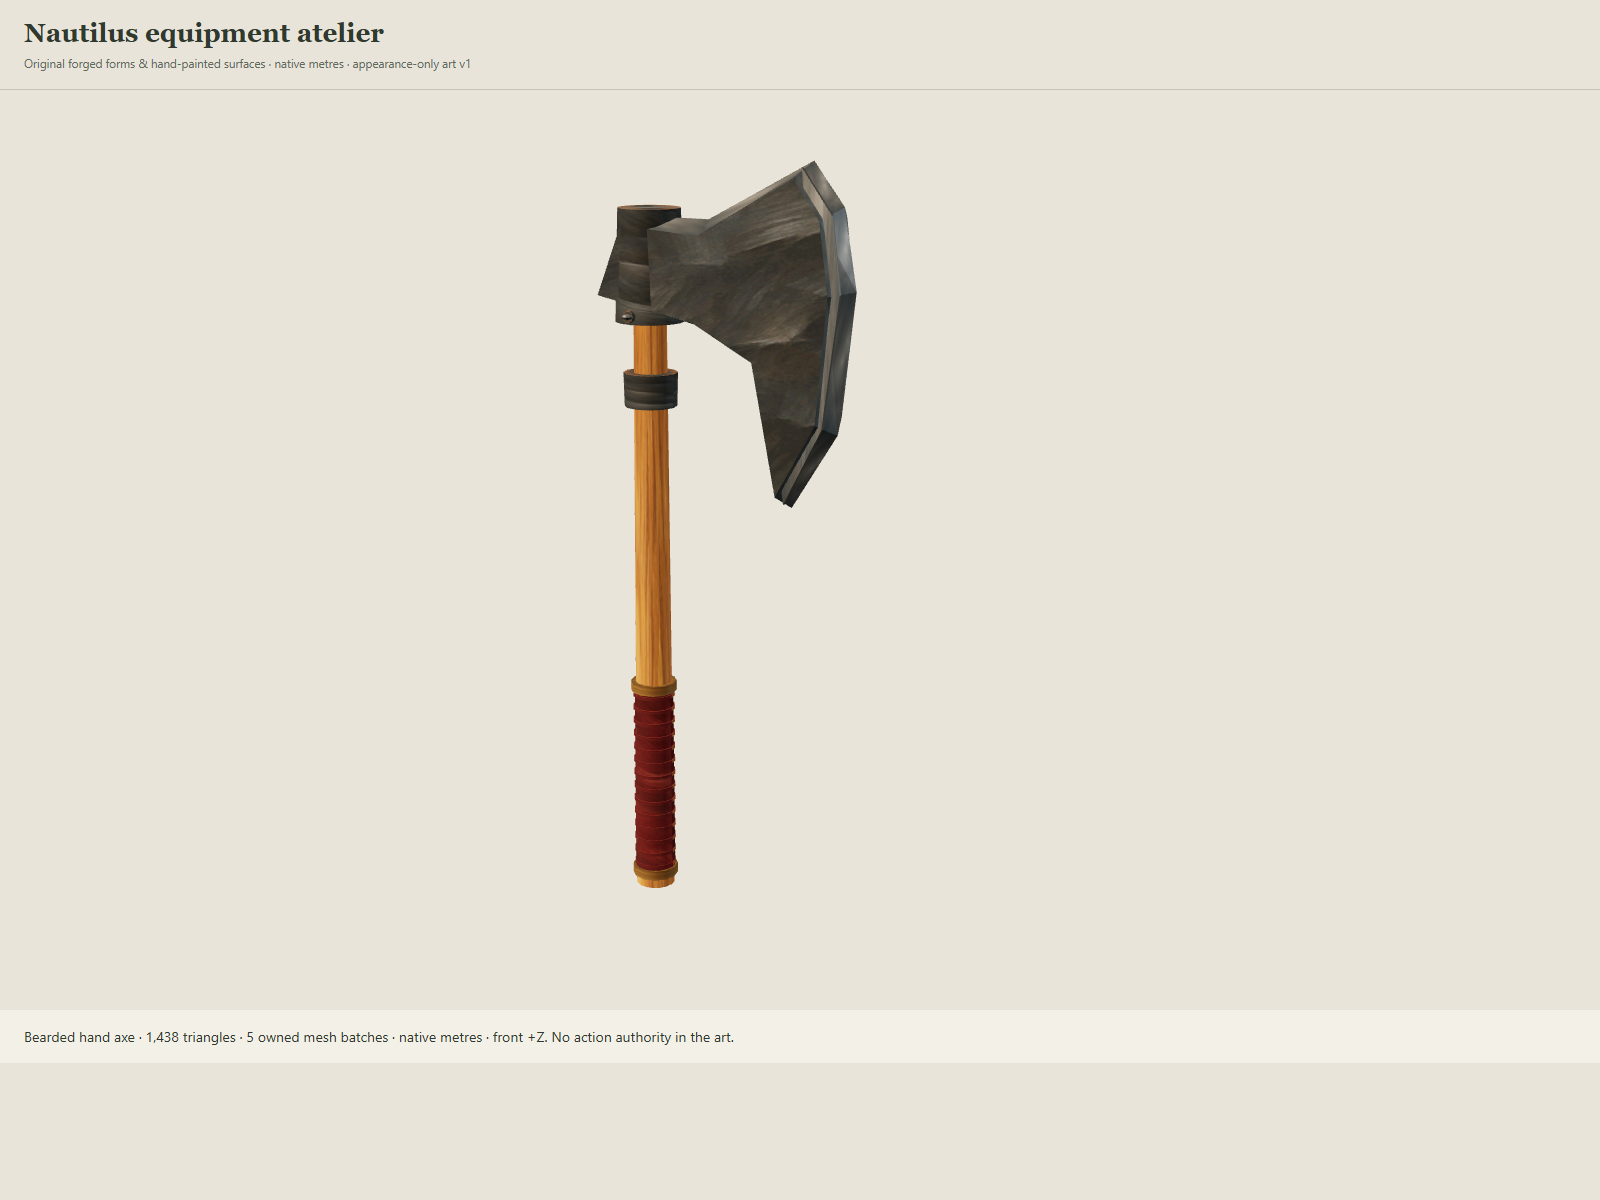 Nautilus equipment atelier
Original forged forms & hand-painted surfaces · native metres · appearance-only art v1
Bearded hand axe · 1,438 triangles · 5 owned mesh batches · native metres · front +Z. No action authority in the art.